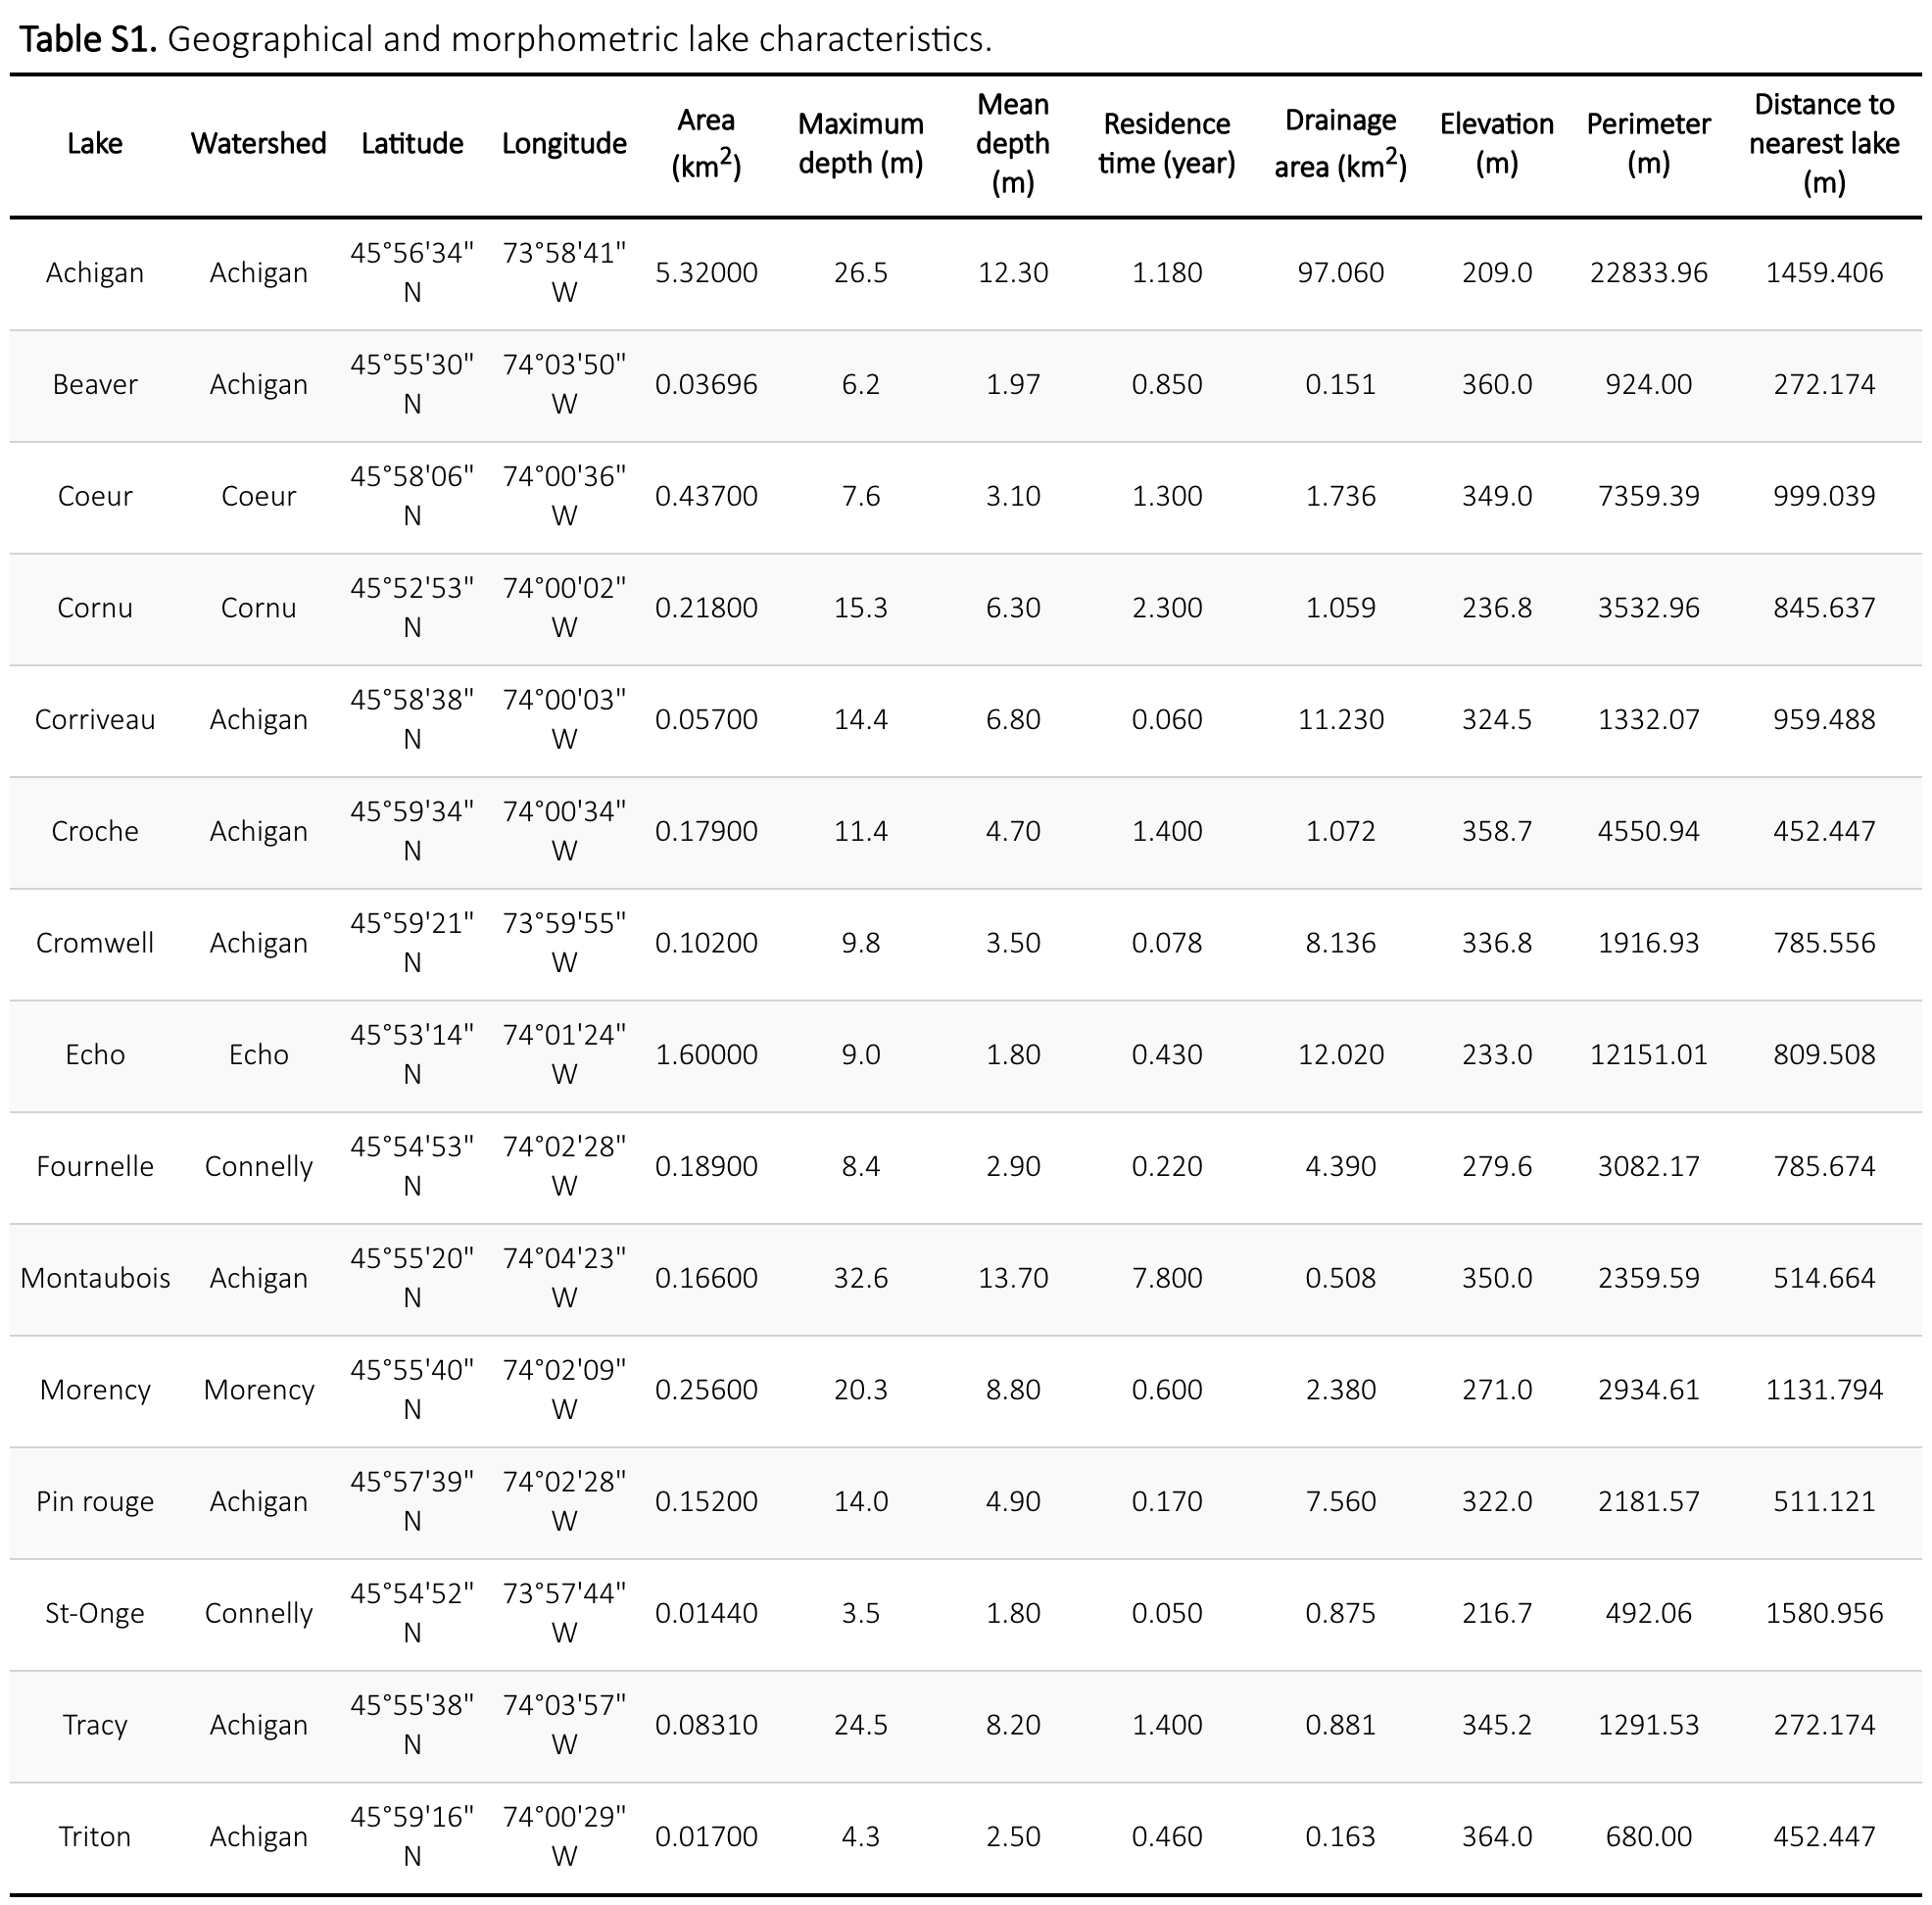 Table S1. Geographical and morphometric lake characteristics.
Lake Watershed Latitude Longitude Area (km2) Maximum depth (m) Mean depth (m) Residence time (year) Drainage area (km2) Elevation (m) Perimeter (m) Distance to nearest lake (m)
Achigan Achigan 45°56'34" N 73°58'41" W 5.32000 26.5 12.30 1.180 97.060 209.0 22833.96 1459.406
Beaver Achigan 45°55'30" N 74°03'50" W 0.03696 6.2 1.97 0.850 0.151 360.0 924.00 272.174
Coeur Coeur 45°58'06" N 74°00'36" W 0.43700 7.6 3.10 1.300 1.736 349.0 7359.39 999.039
Cornu Cornu 45°52'53" N 74°00'02" W 0.21800 15.3 6.30 2.300 1.059 236.8 3532.96 845.637
Corriveau Achigan 45°58'38" N 74°00'03" W 0.05700 14.4 6.80 0.060 11.230 324.5 1332.07 959.488
Croche Achigan 45°59'34" N 74°00'34" W 0.17900 11.4 4.70 1.400 1.072 358.7 4550.94 452.447
Cromwell Achigan 45°59'21" N 73°59'55" W 0.10200 9.8 3.50 0.078 8.136 336.8 1916.93 785.556
Echo Echo 45°53'14" N 74°01'24" W 1.60000 9.0 1.80 0.430 12.020 233.0 12151.01 809.508
Fournelle Connelly 45°54'53" N 74°02'28" W 0.18900 8.4 2.90 0.220 4.390 279.6 3082.17 785.674
Montaubois Achigan 45°55'20" N 74°04'23" W 0.16600 32.6 13.70 7.800 0.508 350.0 2359.59 514.664
Morency Morency 45°55'40" N 74°02'09" W 0.25600 20.3 8.80 0.600 2.380 271.0 2934.61 1131.794
Pin rouge Achigan 45°57'39" N 74°02'28" W 0.15200 14.0 4.90 0.170 7.560 322.0 2181.57 511.121
St-Onge Connelly 45°54'52" N 73°57'44" W 0.01440 3.5 1.80 0.050 0.875 216.7 492.06 1580.956
Tracy Achigan 45°55'38" N 74°03'57" W 0.08310 24.5 8.20 1.400 0.881 345.2 1291.53 272.174
Triton Achigan 45°59'16" N 74°00'29" W 0.01700 4.3 2.50 0.460 0.163 364.0 680.00 452.447